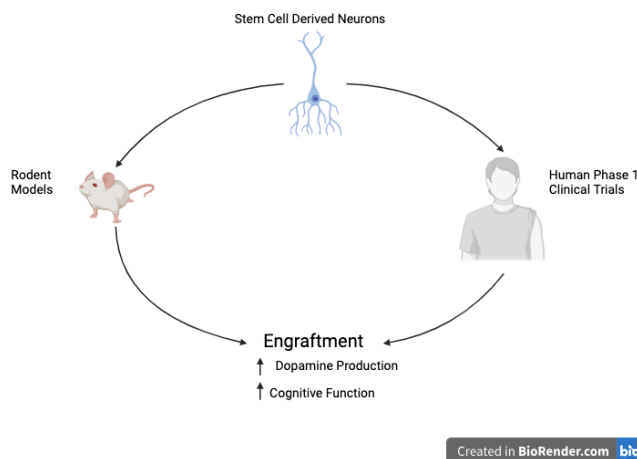 Stem Cell Derived Neurons
Rodent
Models
Human Phase 1
Clinical Trials
Engraftment
Dopamine Production
Cognitive Function
Created in BioRender.com bio